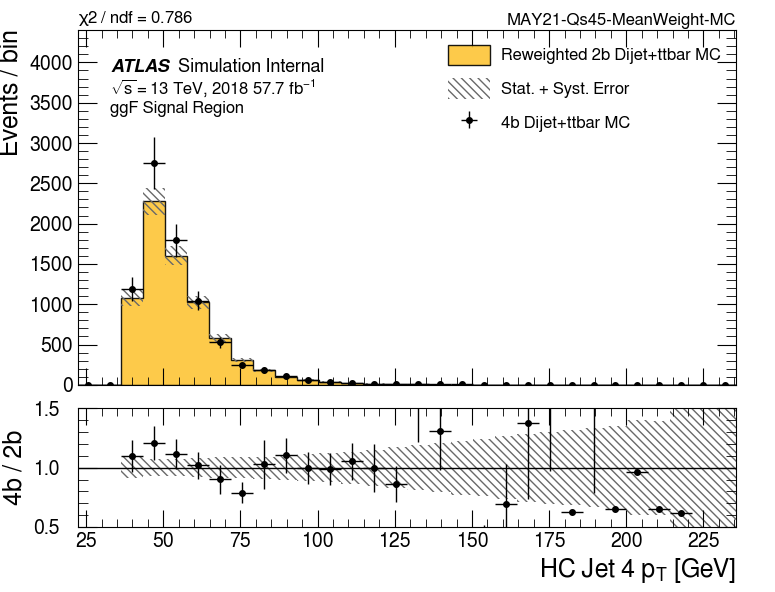 χ2 / ndf = 0.786
MAY21-Qs45-MeanWeight-MC
Events / bin
ATLAS Simulation Internal
√s = 13 TeV, 2018 57.7 fb⁻¹
ggF Signal Region
Reweighted 2b Dijet+ttbar MC
Stat. + Syst. Error
4b Dijet+ttbar MC
4000
3500
3000
2500
2000
1500
1000
500
0
4b / 2b
1.5
1.0
0.5
25 50 75 100 125 150 175 200 225
HC Jet 4 pT [GeV]